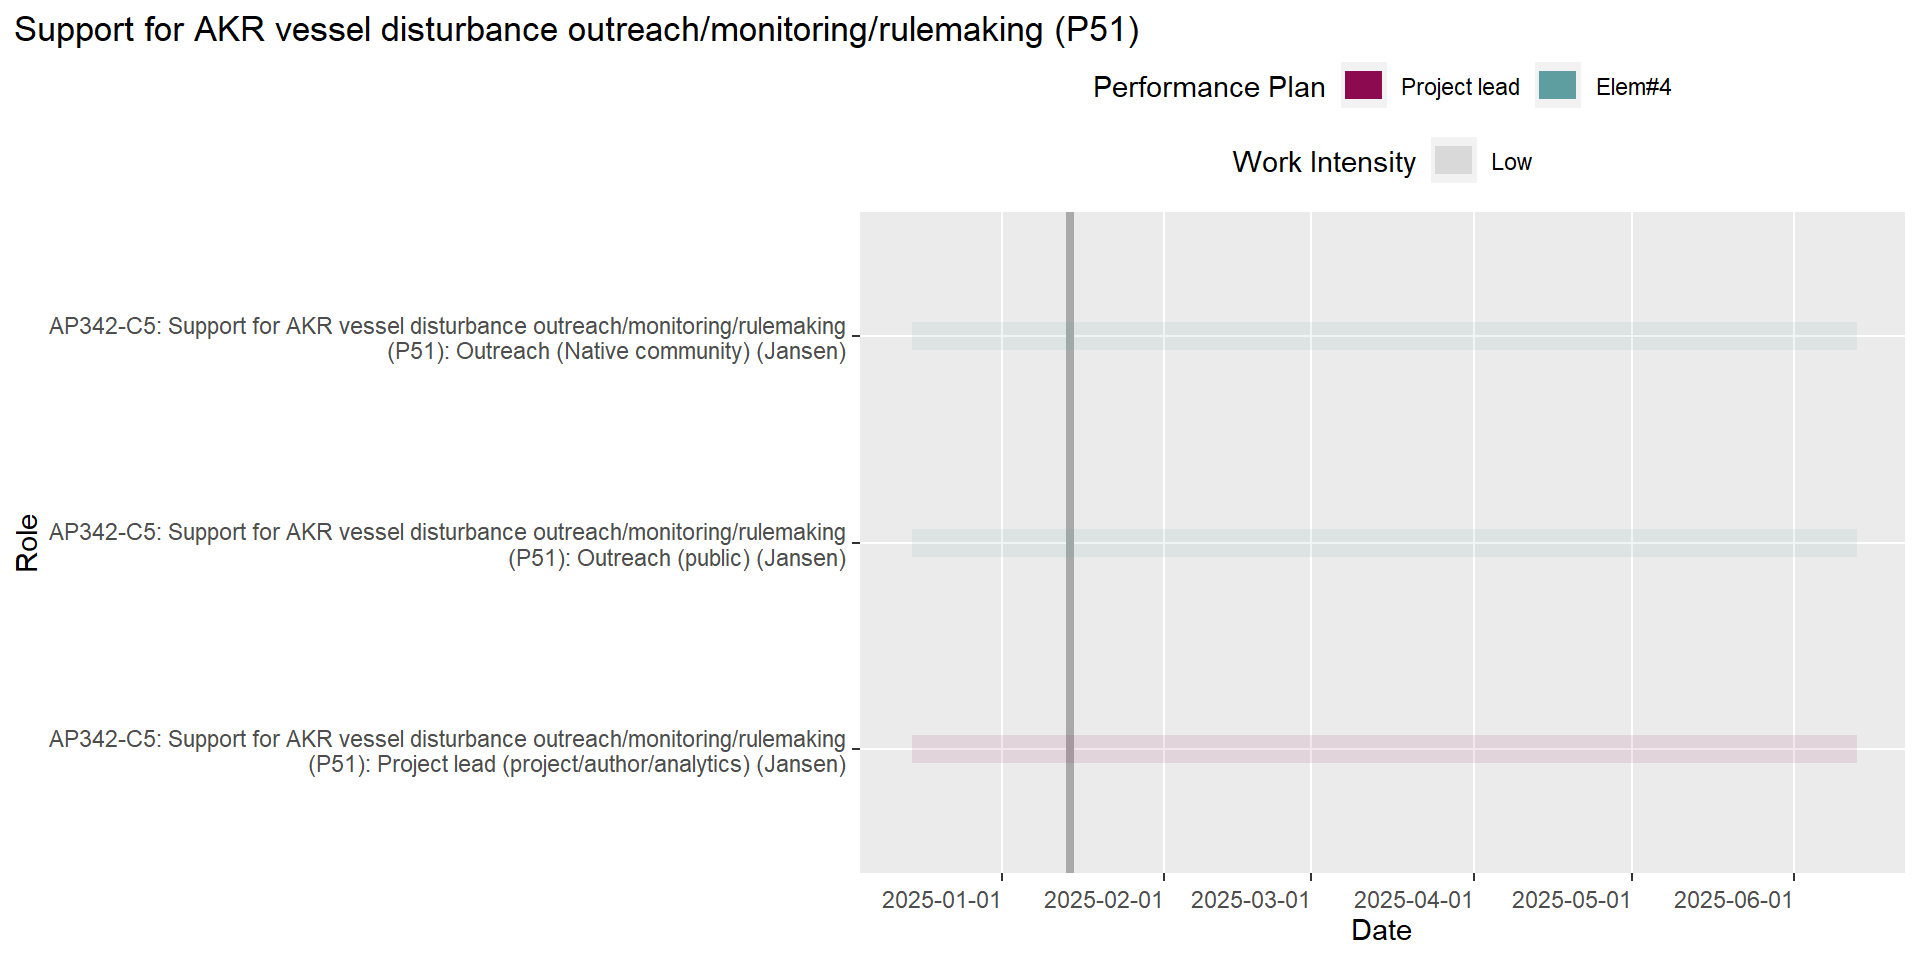 Support for AKR vessel disturbance outreach/monitoring/rulemaking (P51)
Performance Plan Project lead Elem#4
Work Intensity Low
AP342-C5: Support for AKR vessel disturbance outreach/monitoring/rulemaking
(P51): Outreach (Native community) (Jansen)
AP342-C5: Support for AKR vessel disturbance outreach/monitoring/rulemaking
(P51): Outreach (public) (Jansen)
AP342-C5: Support for AKR vessel disturbance outreach/monitoring/rulemaking
(P51): Project lead (project/author/analytics) (Jansen)
Role
2025-01-01 2025-02-01 2025-03-01 2025-04-01 2025-05-01 2025-06-01
Date